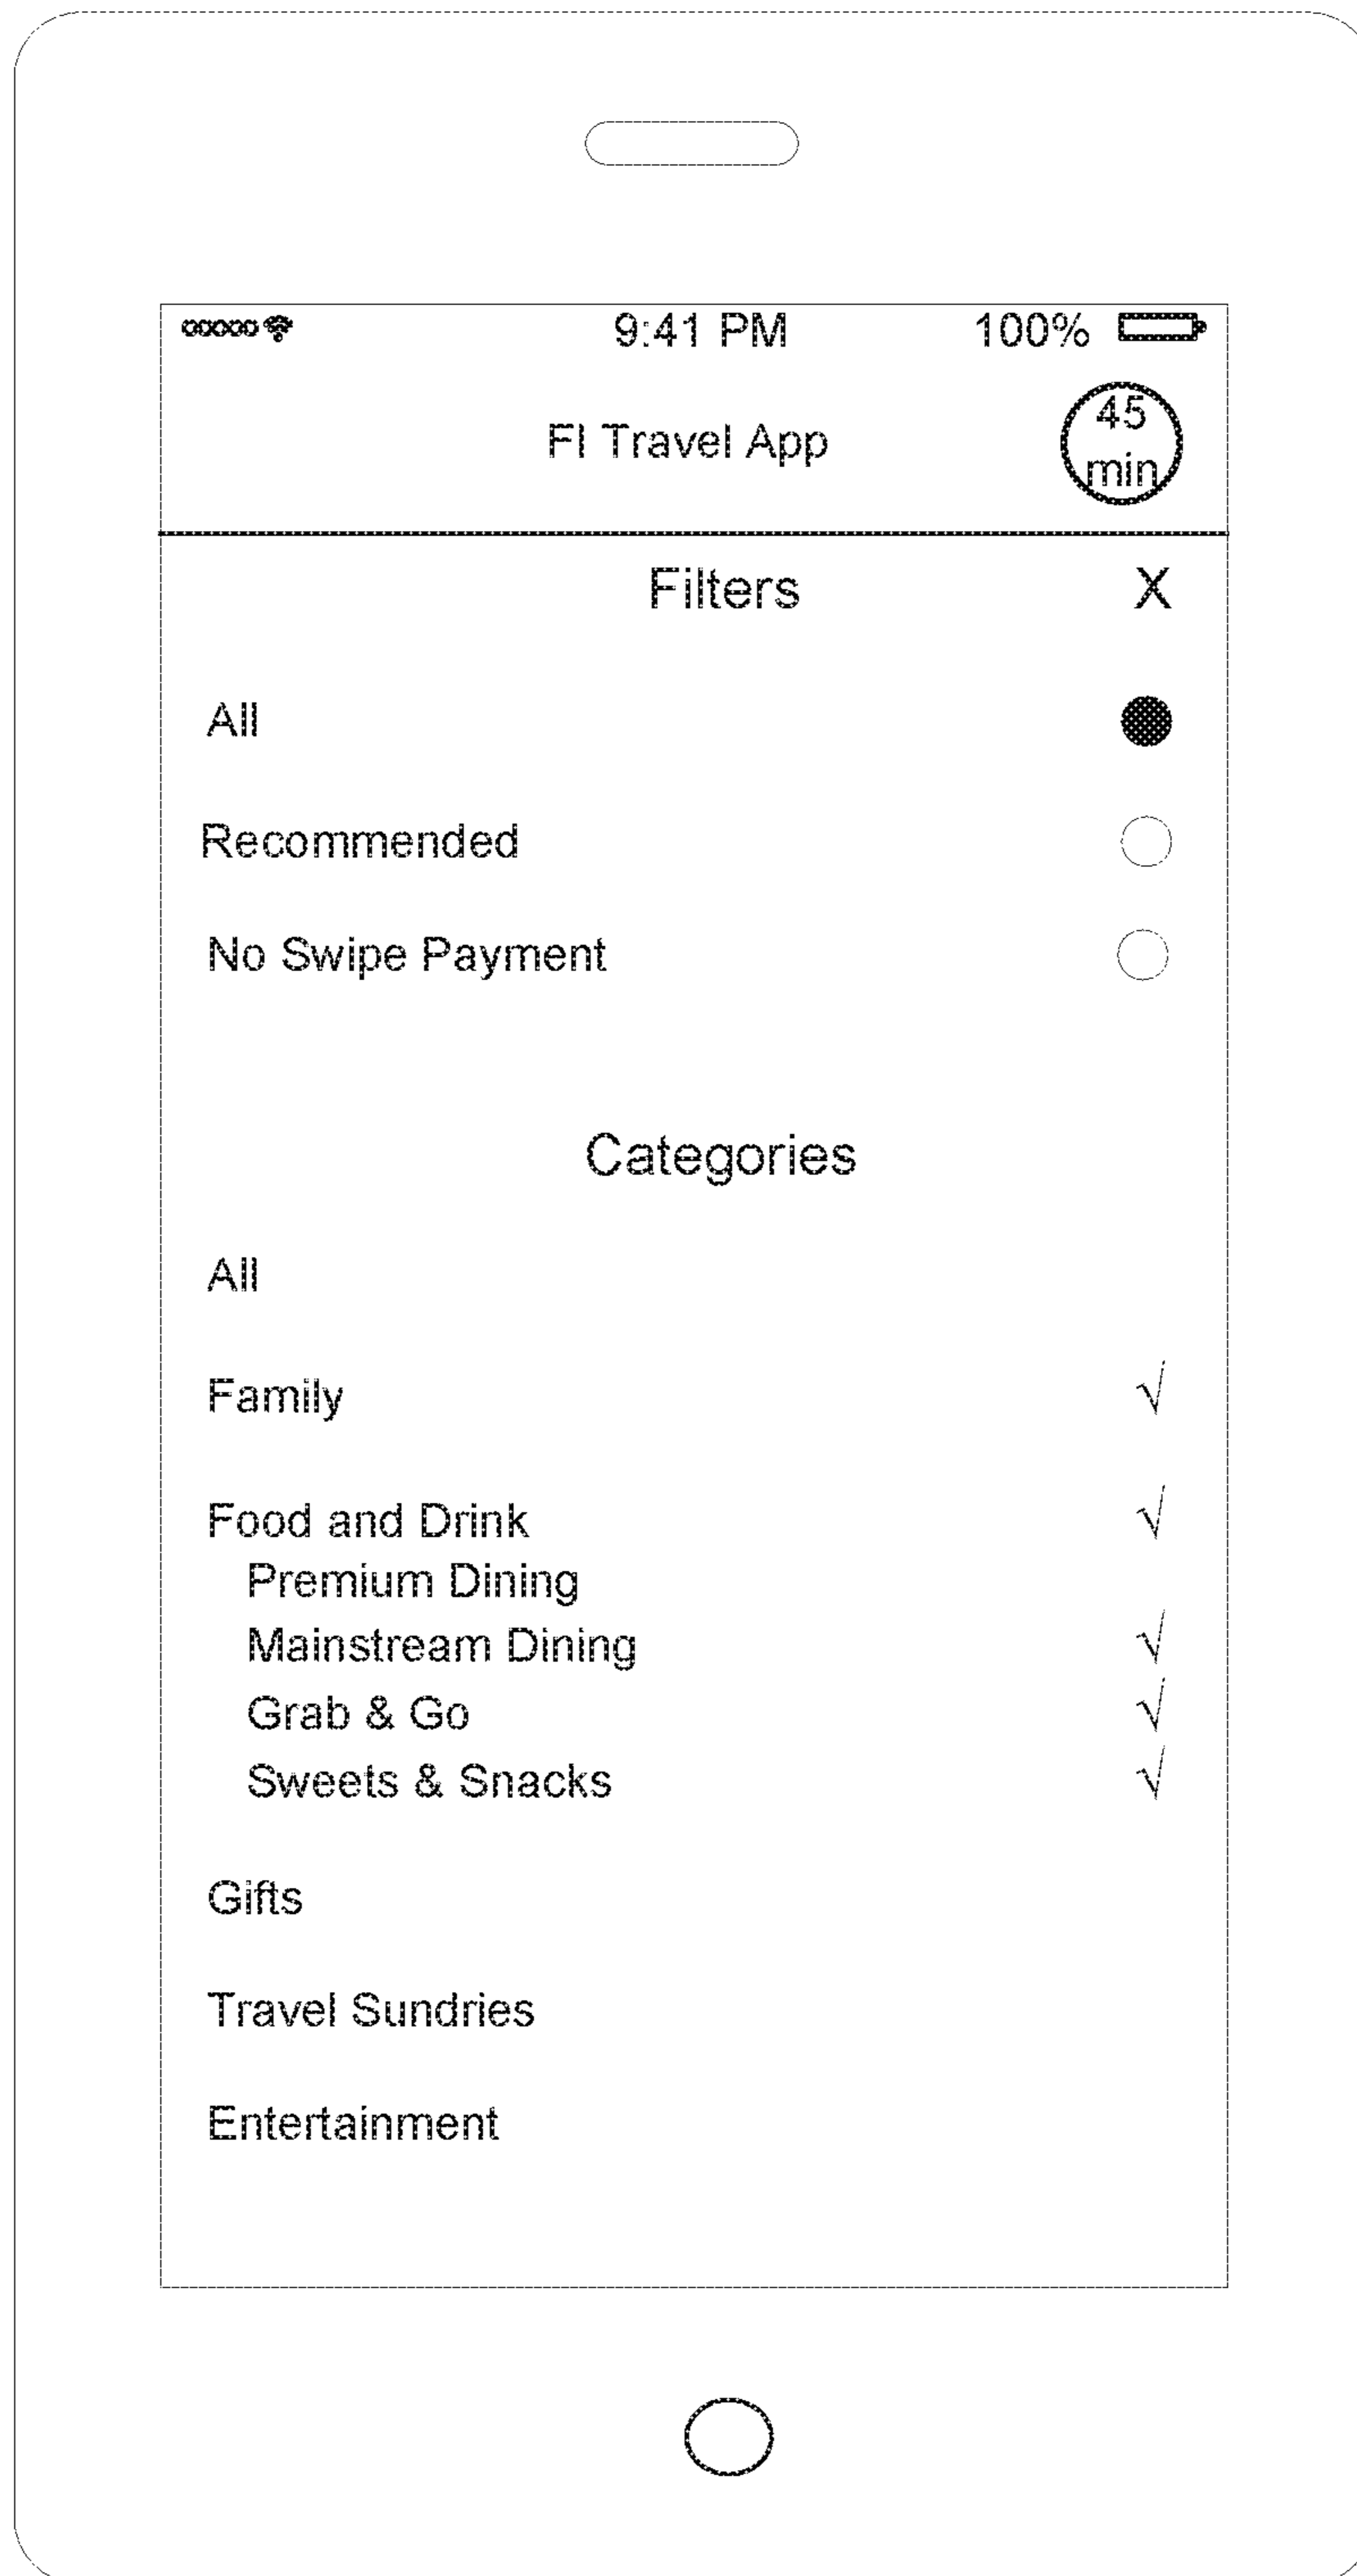 9:41 PM 100%
FI Travel App
45
min
Filters X
All
Recommended
No Swipe Payment
Categories
All
Family √
Food and Drink √
Premium Dining
Mainstream Dining √
Grab & Go √
Sweets & Snacks √
Gifts
Travel Sundries
Entertainment